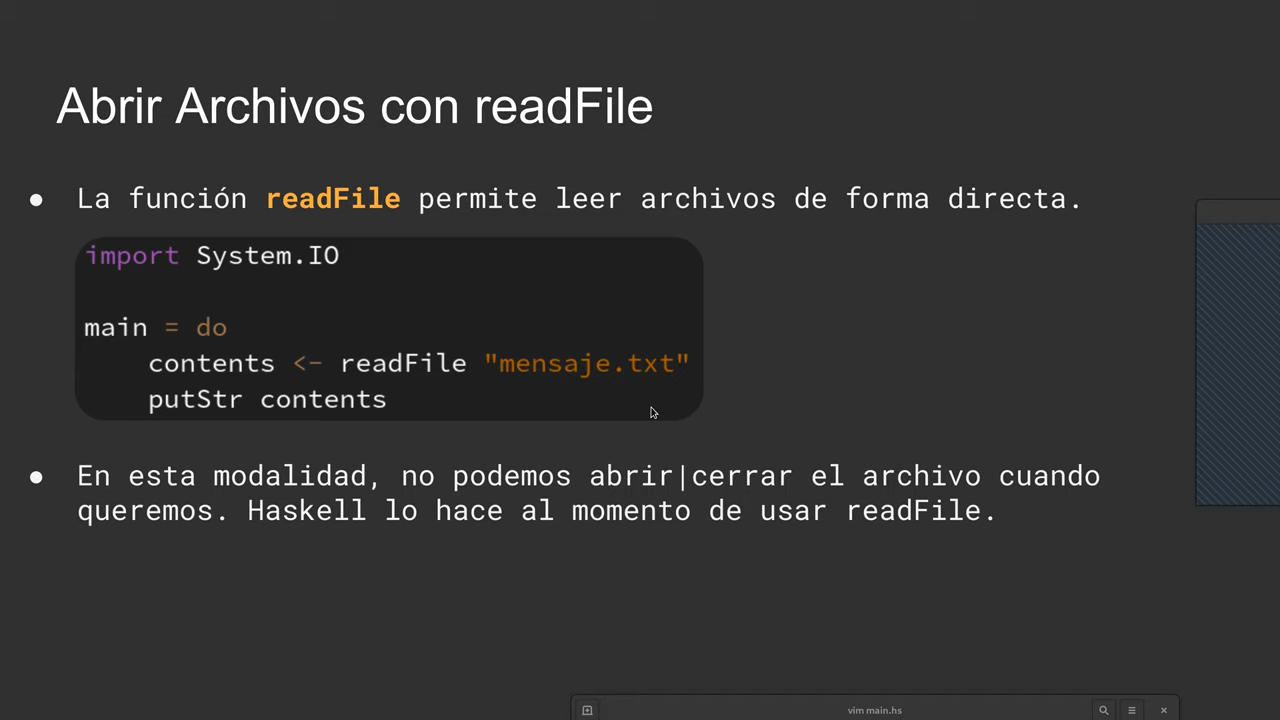 Abrir Archivos con readFile
● La función readFile permite leer archivos de forma directa.
import System.IO
main = do
contents <- readFile "mensaje.txt"
putStr contents
● En esta modalidad, no podemos abrir|cerrar el archivo cuando
queremos. Haskell lo hace al momento de usar readFile.
vim main.hs